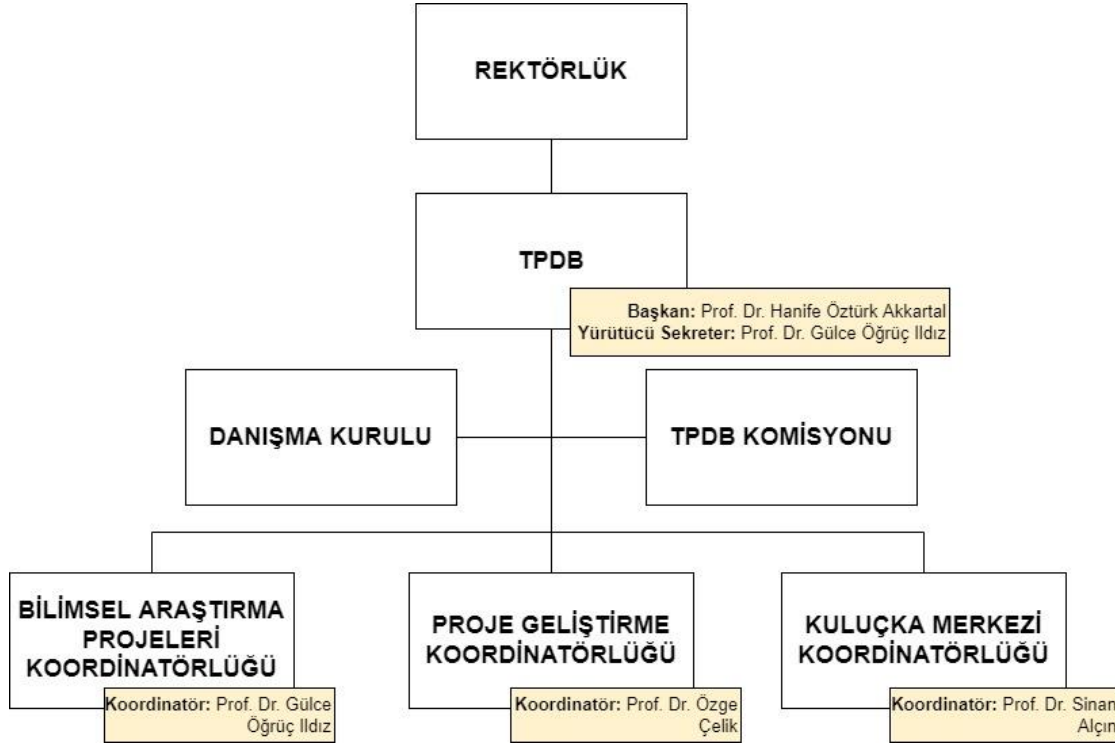 REKTÖRLÜK
TPDB
Başkan: Prof. Dr. Hanife Öztürk Akkartal
Yürütücü Sekreter: Prof. Dr. Gülce Öğrüç Ildız
DANIŞMA KURULU
TPDB KOMİSYONU
BİLİMSEL ARAŞTIRMA
PROJELERİ
KOORDİNATÖRLÜĞÜ
Koordinatör: Prof. Dr. Gülce
Öğrüç Ildız
PROJE GELİŞTİRME
KOORDİNATÖRLÜĞÜ
Koordinatör: Prof. Dr. Özge
Çelik
KULUÇKA MERKEZİ
KOORDİNATÖRLÜĞÜ
Koordinatör: Prof. Dr. Sinan
Alçın